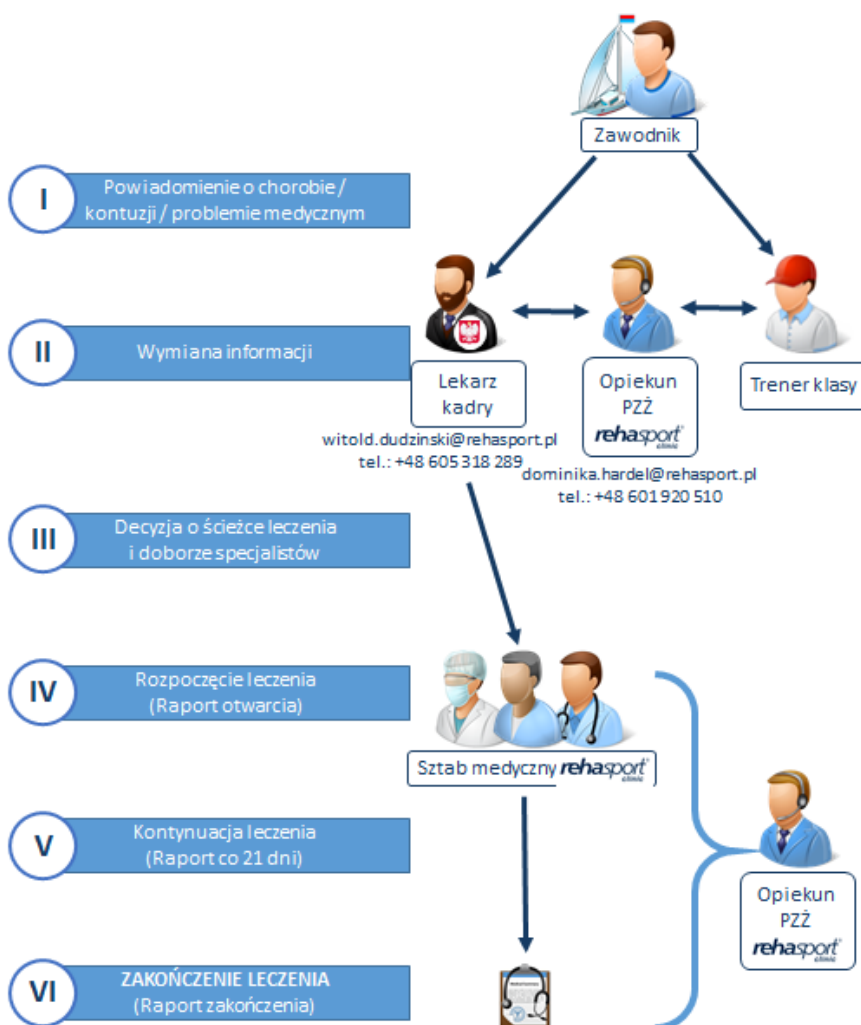 Zawodnik
I
Powiadomienie o chorobie /
kontuzji / problemie medycznym
II
Wymiana informacji
Lekarz
kadry
witold.dudzinski@rehasport.pl
tel.: +48 605 318 289
Opiekun
PZŻ
rehasport
clinic
dominika.hardel@rehasport.pl
tel.: +48 601 920 510
Trener klasy
III
Decyzja o ścieżce leczenia
i doborze specjalistów
IV
Rozpoczęcie leczenia
(Raport otwarcia)
Sztab medyczny rehasport
clinic
V
Kontynuacja leczenia
(Raport co 21 dni)
Opiekun
PZŻ
rehasport
clinic
VI
ZAKOŃCZENIE LECZENIA
(Raport zakończenia)